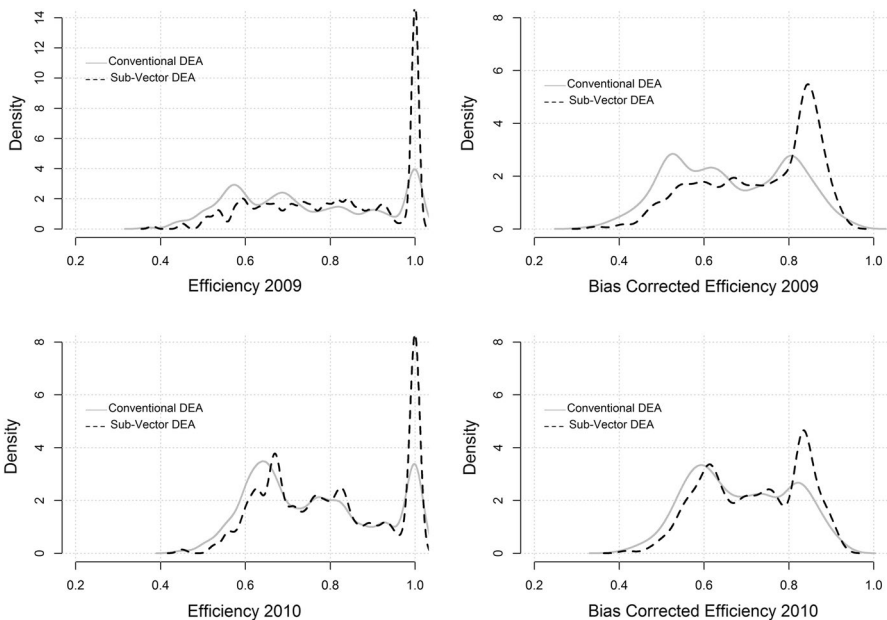 14
12
10
8
6
4
2
0
Density
Conventional DEA
Sub-Vector DEA
0.2 0.4 0.6 0.8 1.0
Efficiency 2009
8
6
4
2
0
Density
Conventional DEA
Sub-Vector DEA
0.2 0.4 0.6 0.8 1.0
Bias Corrected Efficiency 2009
8
6
4
2
0
Density
Conventional DEA
Sub-Vector DEA
0.2 0.4 0.6 0.8 1.0
Efficiency 2010
8
6
4
2
0
Density
Conventional DEA
Sub-Vector DEA
0.2 0.4 0.6 0.8 1.0
Bias Corrected Efficiency 2010